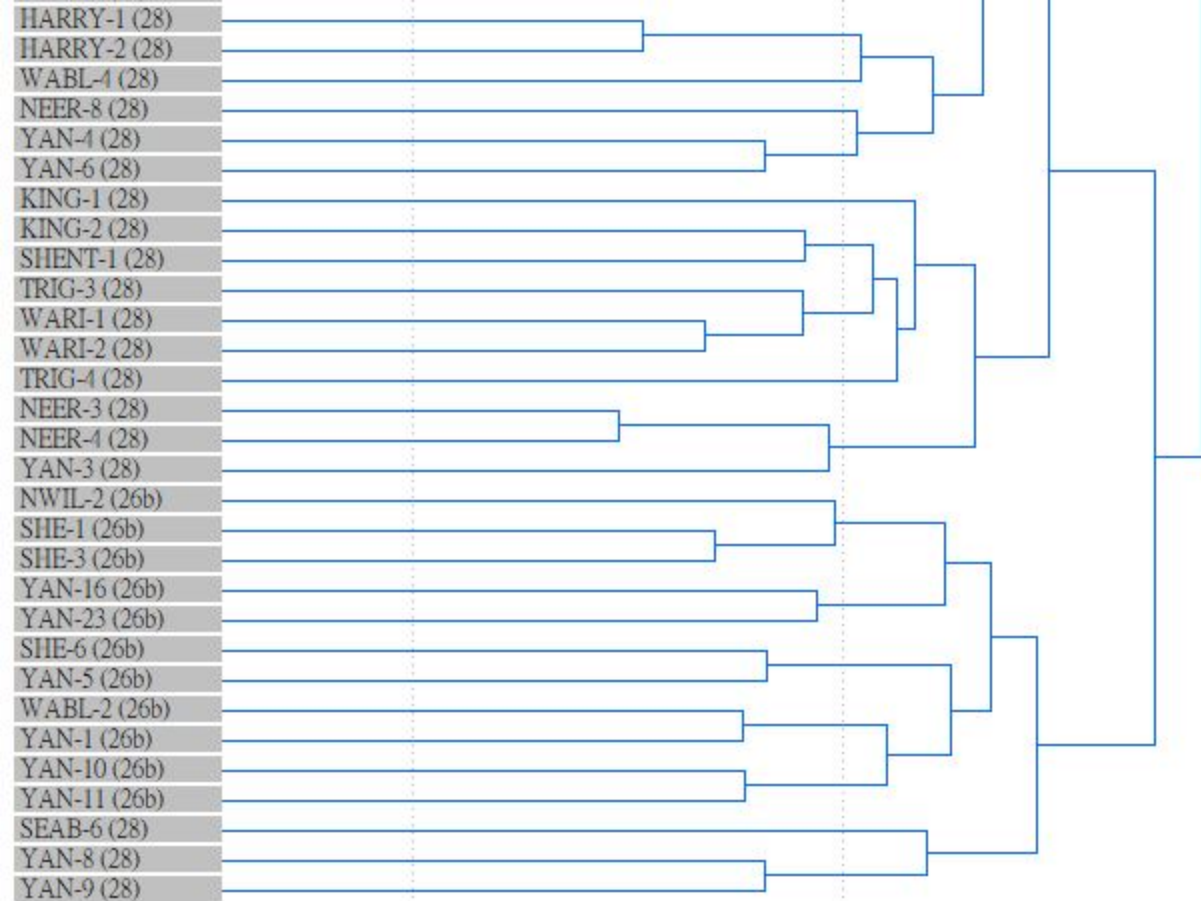 HARRY-1 (28)
HARRY-2 (28)
WABL-4 (28)
NEER-8 (28)
YAN-4 (28)
YAN-6 (28)
KING-1 (28)
KING-2 (28)
SHENT-1 (28)
TRIG-3 (28)
WARI-1 (28)
WARI-2 (28)
TRIG-4 (28)
NEER-3 (28)
NEER-4 (28)
YAN-3 (28)
NWIL-2 (26b)
SHE-1 (26b)
SHE-3 (26b)
YAN-16 (26b)
YAN-23 (26b)
SHE-6 (26b)
YAN-5 (26b)
WABL-2 (26b)
YAN-1 (26b)
YAN-10 (26b)
YAN-11 (26b)
SEAB-6 (28)
YAN-8 (28)
YAN-9 (28)